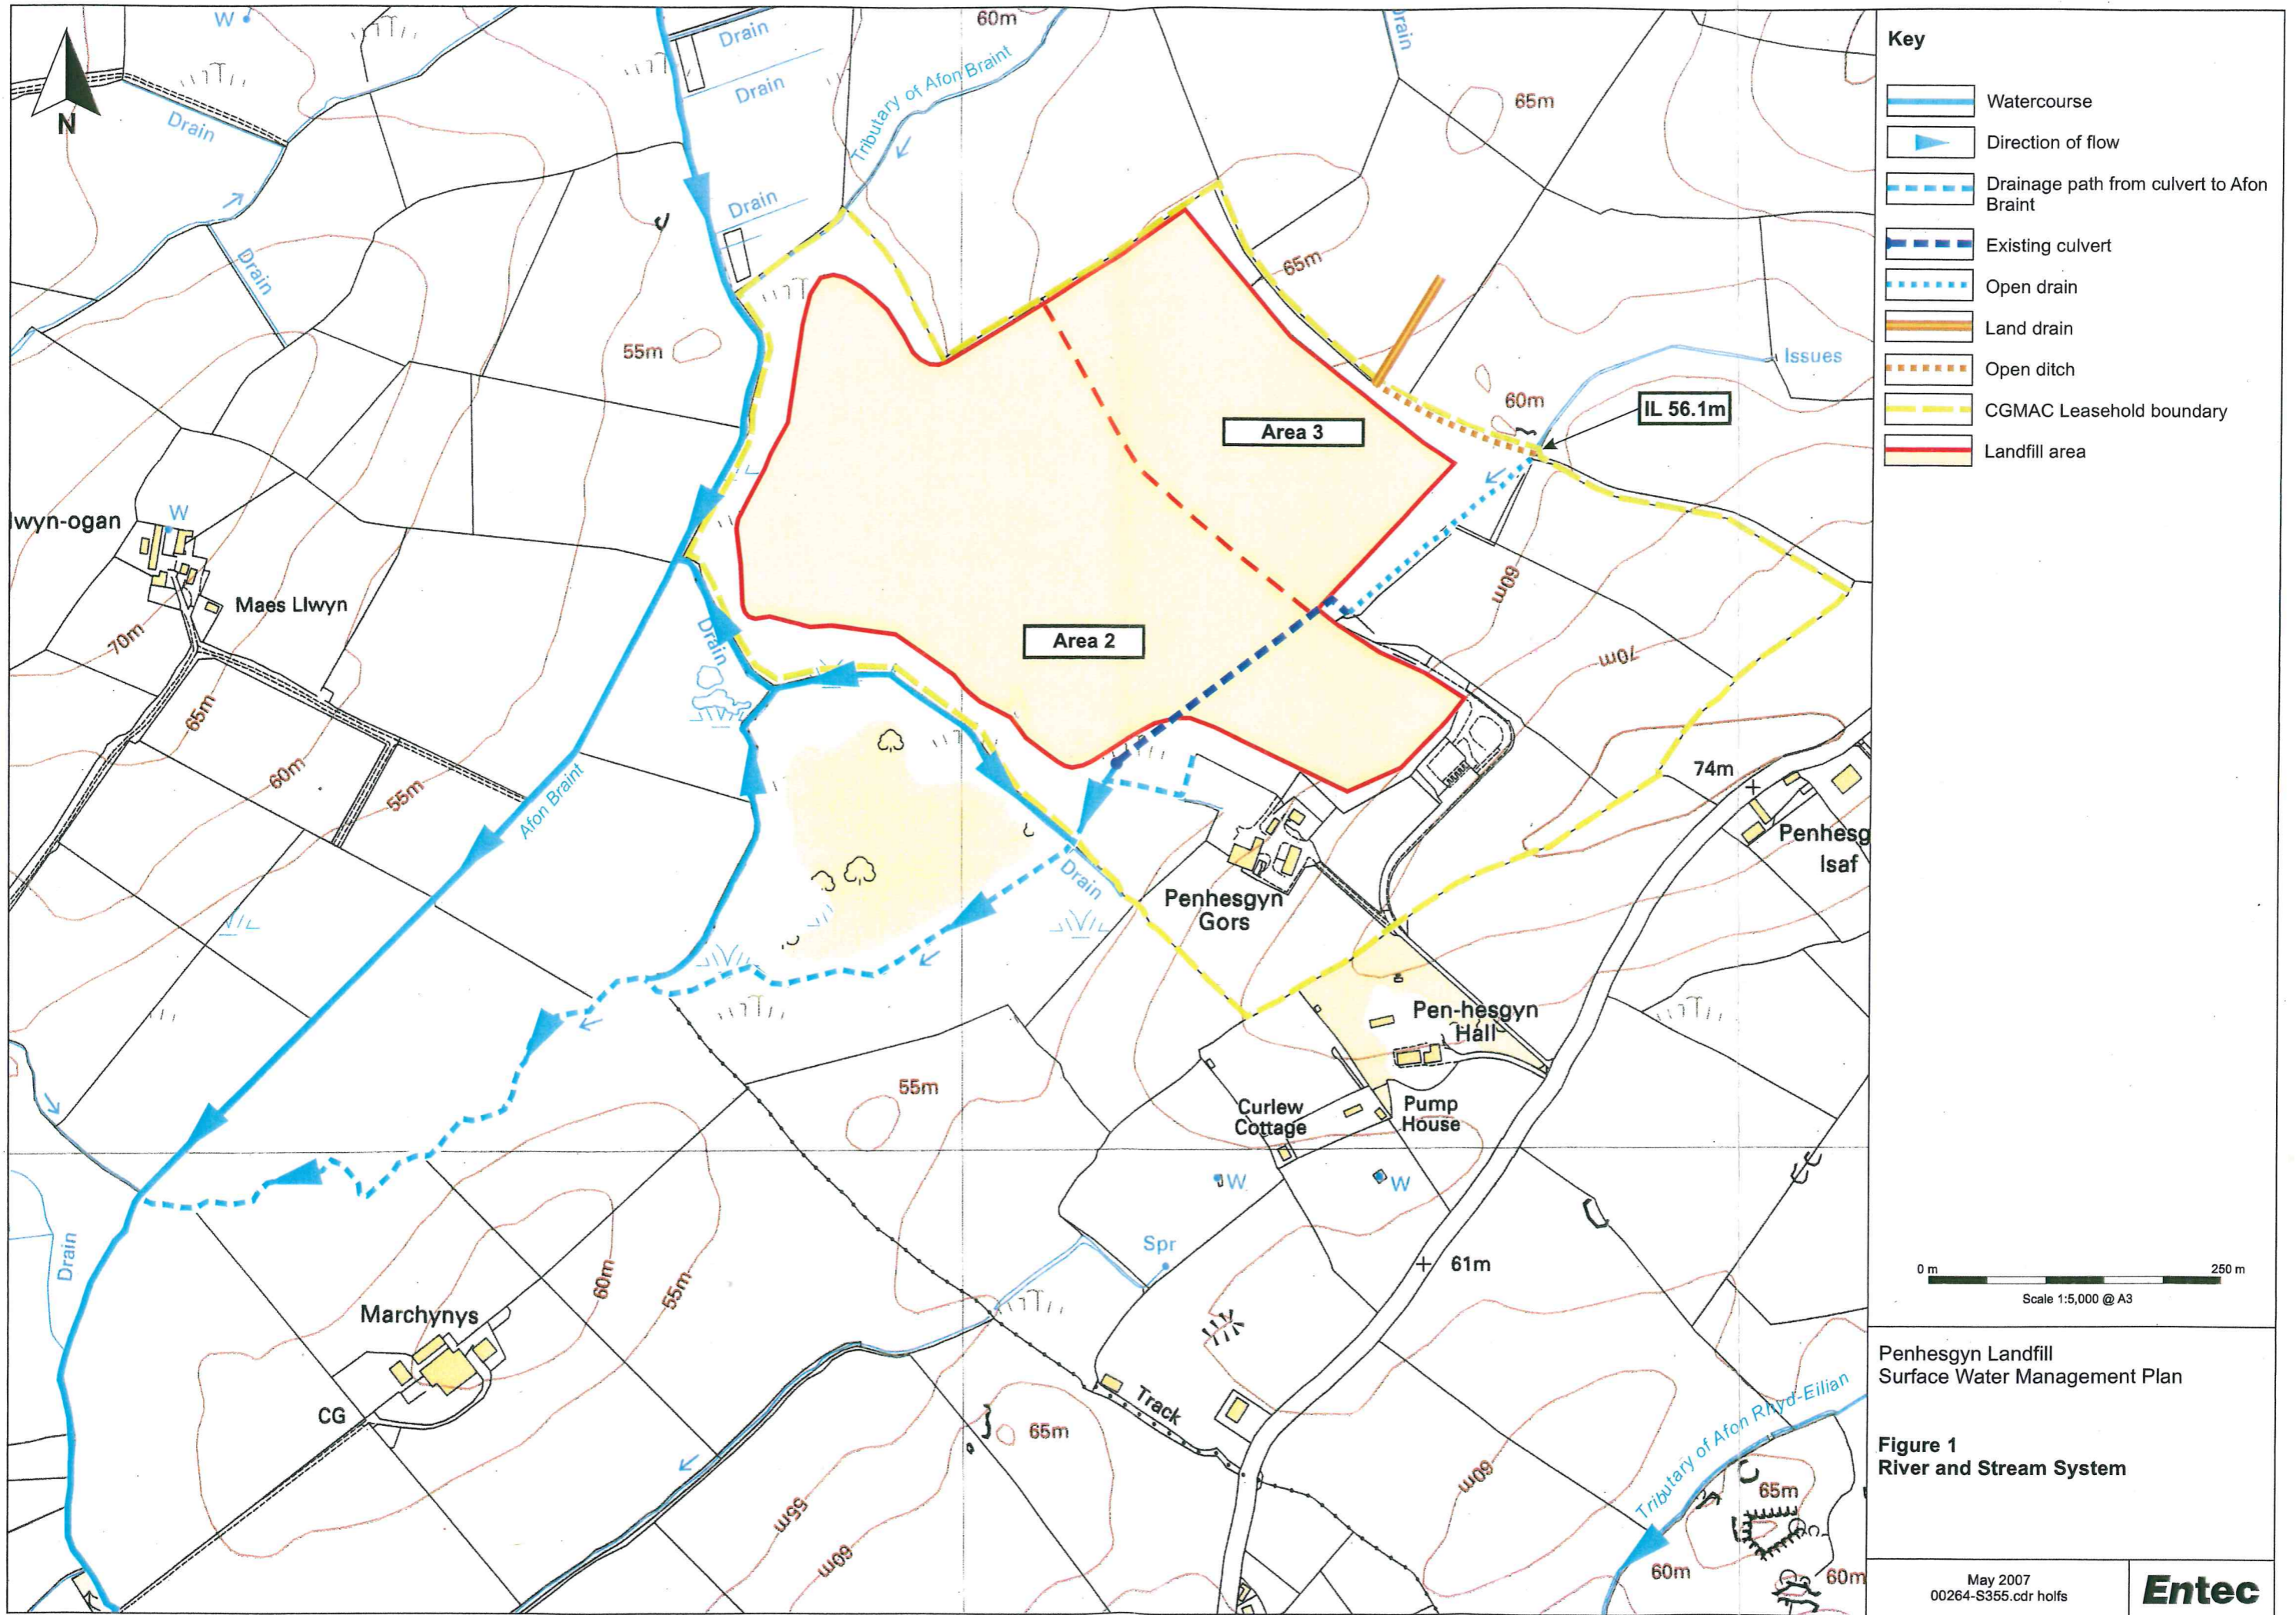 W
60m
Drain
Drain
Tributary of Afon Braint
Drain
65m
Drain
N
Drain
Drain
65m
55m
Issues
60m
IL 56.1m
Area 3
lwyn-ogan
W
Maes Llwyn
70m
Drain
Area 2
60m
70m
65m
60m
55m
Afon Braint
74m
Penhesg
Isaf
Drain
Penhesgyn
Gors
Pen-hesgyn
Hall
55m
Curlew
Cottage
Pump
House
W
W
Drain
Spr
61m
60m
55m
Marchynys
CG
Track
65m
55m
60m
60m
Tributary of Afon Rhyd-Eilian
65m
60m
60m
Key
Watercourse
Direction of flow
Drainage path from culvert to Afon
Braint
Existing culvert
Open drain
Land drain
Open ditch
CGMAC Leasehold boundary
Landfill area
0 m
250 m
Scale 1:5,000 @ A3
Penhesgyn Landfill
Surface Water Management Plan
Figure 1
River and Stream System
May 2007
00264-S355.cdr holfs
Entec